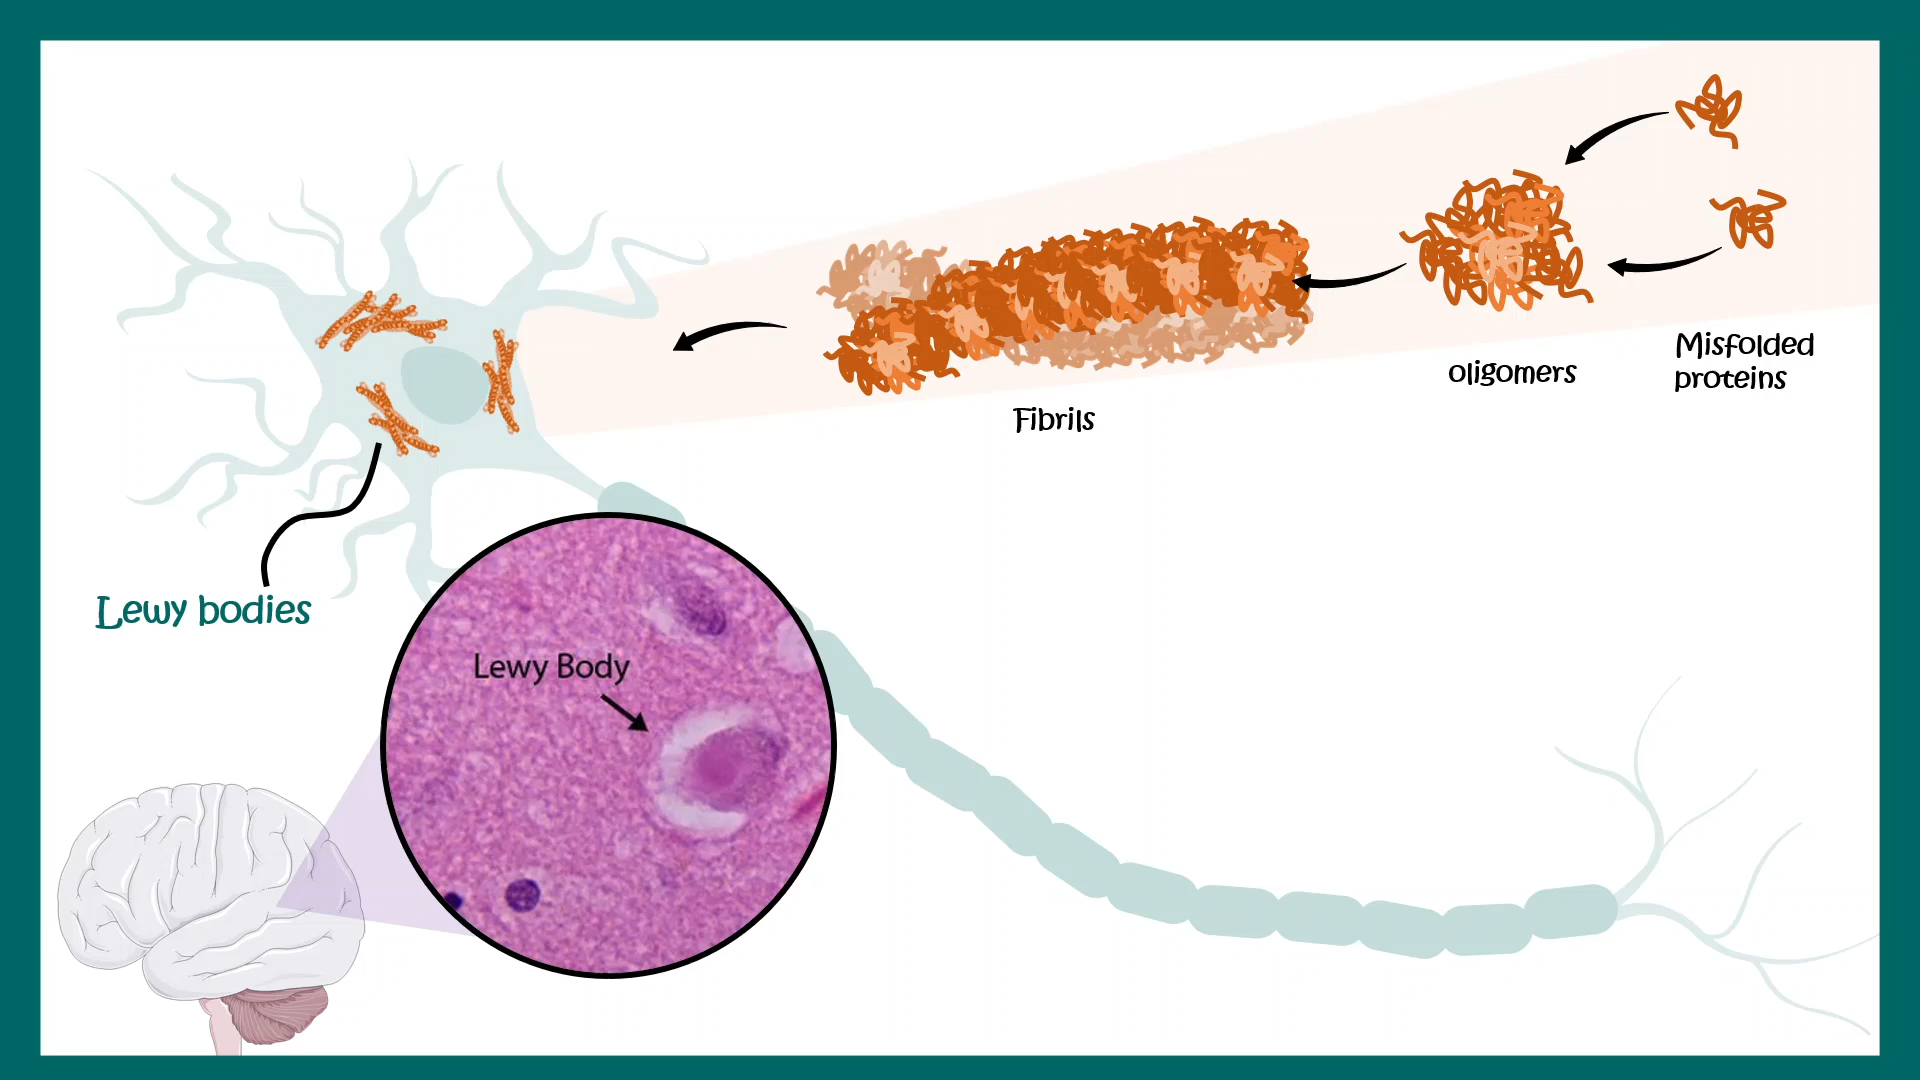 Misfolded
proteins
oligomers
Fibrils
Lewy bodies
Lewy Body